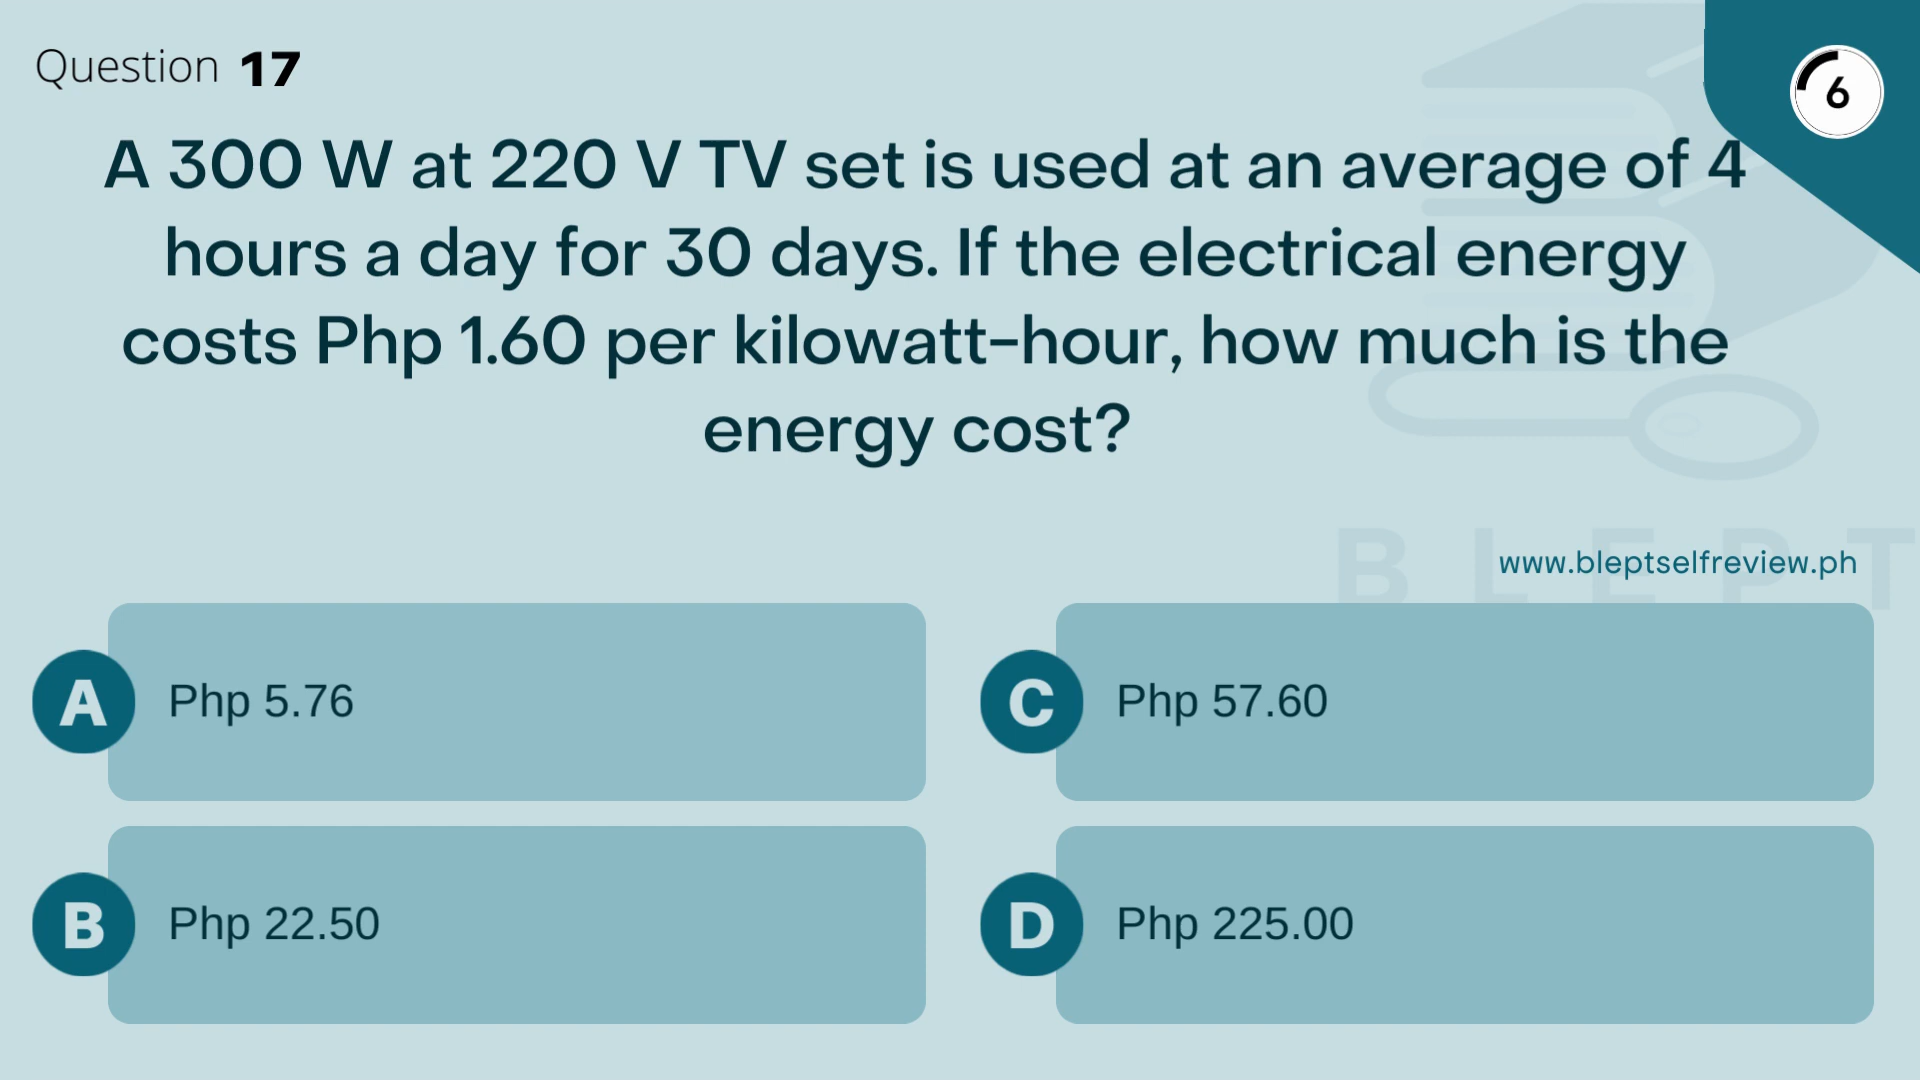 Question 17
6
A 300 W at 220 V TV set is used at an average of 4
hours a day for 30 days. If the electrical energy
costs Php 1.60 per kilowatt-hour, how much is the
energy cost?
BLEPT
www.bleptselfreview.ph
A Php 5.76
C Php 57.60
B Php 22.50
D Php 225.00